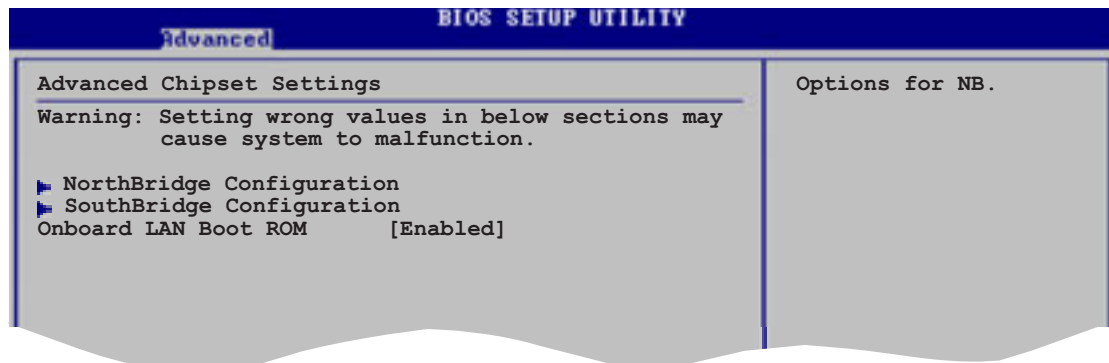 BIOS SETUP UTILITY
Advanced
Advanced Chipset Settings
Warning: Setting wrong values in below sections may
cause system to malfunction.
NorthBridge Configuration
SouthBridge Configuration
Onboard LAN Boot ROM [Enabled]
Options for NB.